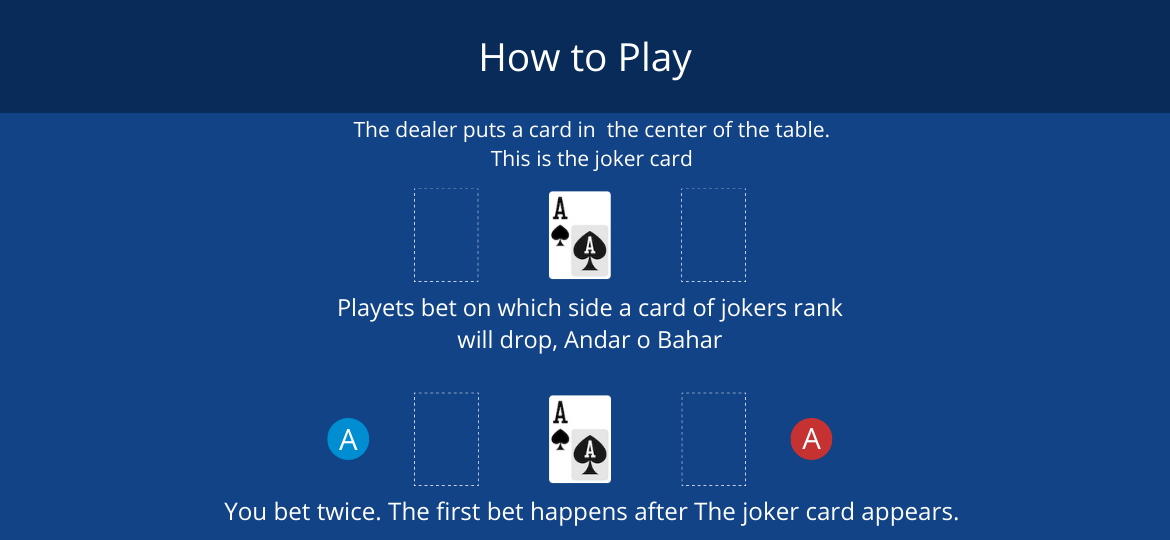 How to Play
The dealer puts a card in the center of the table.
This is the joker card
A
A
Playets bet on which side a card of jokers rank
will drop, Andar o Bahar
A
A
A
A
You bet twice. The first bet happens after The joker card appears.